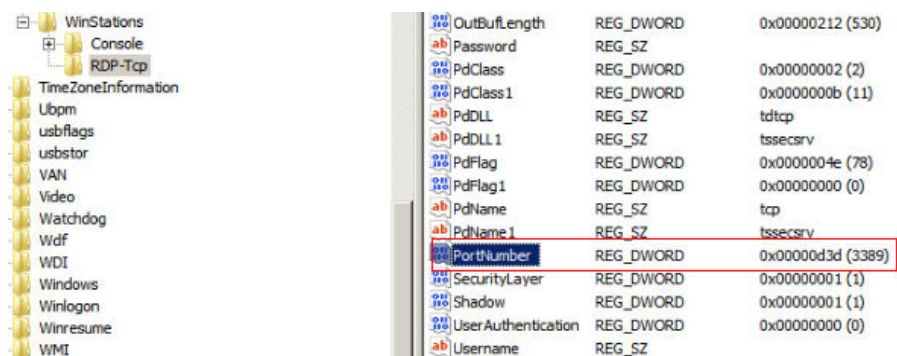 WinStations
Console
RDP-Tcp
TimeZoneInformation
Ubpm
usbflags
usbstor
VAN
Video
Watchdog
Wdf
WDI
Windows
Winlogon
Winresume
WMI
OutBufLength REG_DWORD 0x00000212 (530)
Password REG_SZ
PdClass REG_DWORD 0x00000002 (2)
PdClass1 REG_DWORD 0x0000000b (11)
PdDLL REG_SZ tdtcp
PdDLL1 REG_SZ tssecsrv
PdFlag REG_DWORD 0x0000004e (78)
PdFlag1 REG_DWORD 0x00000000 (0)
PdName REG_SZ tcp
PdName1 REG_SZ tssecsrv
PortNumber REG_DWORD 0x00000d3d (3389)
SecurityLayer REG_DWORD 0x00000001 (1)
Shadow REG_DWORD 0x00000001 (1)
UserAuthentication REG_DWORD 0x00000000 (0)
Username REG_SZ